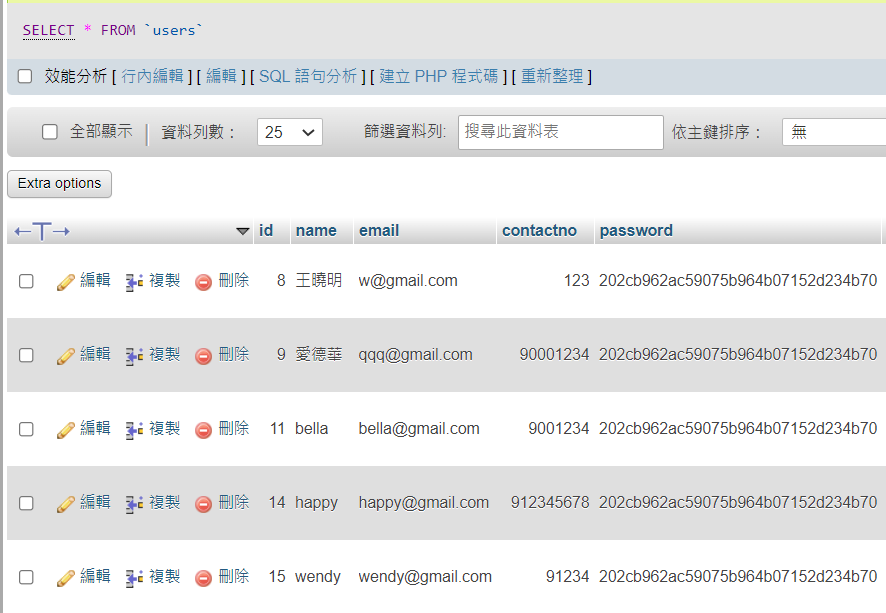 SELECT * FROM `users`
效能分析 [ 行內編輯 ] [ 編輯 ] [ SQL 語句分析 ] [ 建立 PHP 程式碼 ] [ 重新整理 ]
全部顯示 | 資料列數： 25 篩選資料列: 搜尋此資料表 依主鍵排序： 無
Extra options
←T→ id name email contactno password
編輯 複製 刪除 8 王曉明 w@gmail.com 123 202cb962ac59075b964b07152d234b70
編輯 複製 刪除 9 愛德華 qqq@gmail.com 90001234 202cb962ac59075b964b07152d234b70
編輯 複製 刪除 11 bella bella@gmail.com 9001234 202cb962ac59075b964b07152d234b70
編輯 複製 刪除 14 happy happy@gmail.com 912345678 202cb962ac59075b964b07152d234b70
編輯 複製 刪除 15 wendy wendy@gmail.com 91234 202cb962ac59075b964b07152d234b70